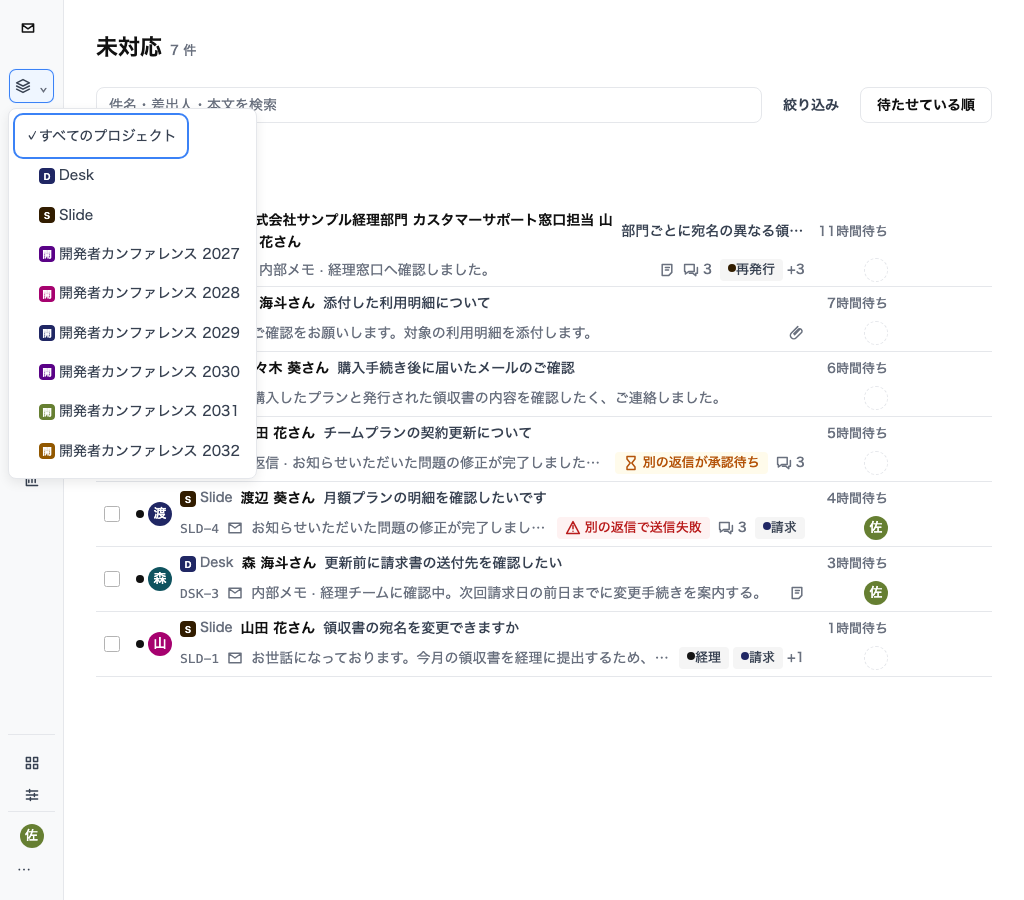 未対応 7 件
件名・差出人・本文を検索
絞り込み
待たせている順
✓すべてのプロジェクト
D Desk
S Slide
開 開発者カンファレンス 2027
開 開発者カンファレンス 2028
開 開発者カンファレンス 2029
開 開発者カンファレンス 2030
開 開発者カンファレンス 2031
開 開発者カンファレンス 2032
式会社サンプル経理部門 カスタマーサポート窓口担当 山
花さん
部門ごとに宛名の異なる領… 11時間待ち
内部メモ · 経理窓口へ確認しました。 3 再発行 +3
海斗さん 添付した利用明細について 7時間待ち
ご確認をお願いします。対象の利用明細を添付します。
々木 葵さん 購入手続き後に届いたメールのご確認 6時間待ち
購入したプランと発行された領収書の内容を確認したく、ご連絡しました。
田 花さん チームプランの契約更新について 5時間待ち
返信 · お知らせいただいた問題の修正が完了しました… 別の返信が承認待ち 3
渡 S Slide 渡辺 葵さん 月額プランの明細を確認したいです 4時間待ち
SLD-4 お知らせいただいた問題の修正が完了しまし… 別の返信で送信失敗 3 請求 佐
森 D Desk 森 海斗さん 更新前に請求書の送付先を確認したい 3時間待ち
DSK-3 内部メモ · 経理チームに確認中。次回請求日の前日までに変更手続きを案内する。 佐
山 S Slide 山田 花さん 領収書の宛名を変更できますか 1時間待ち
SLD-1 お世話になっております。今月の領収書を経理に提出するため、… 経理 請求 +1
佐
…